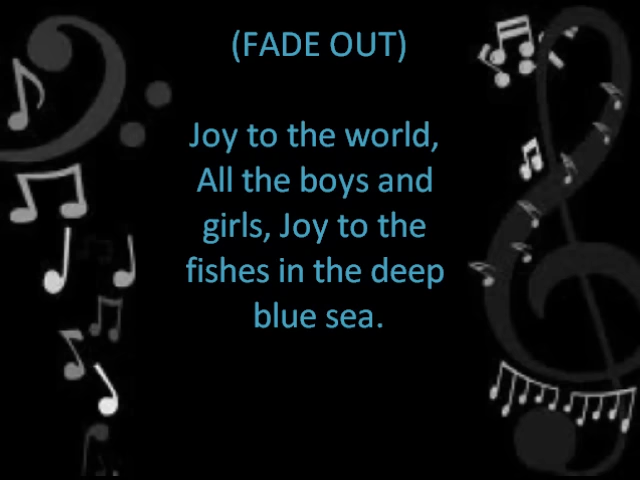 (FADE OUT)
Joy to the world,
All the boys and
girls, Joy to the
fishes in the deep
blue sea.